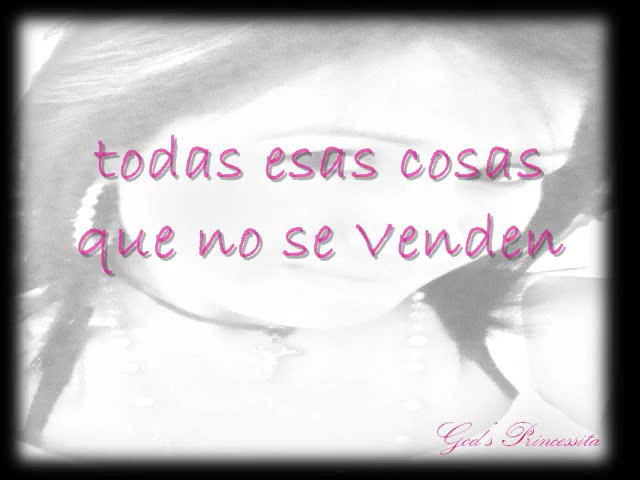 todas esas cosas
que no se Venden
God's Princessita